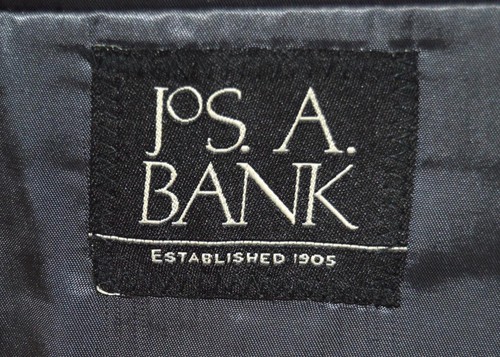 JoS. A.
BANK
ESTABLISHED 1905